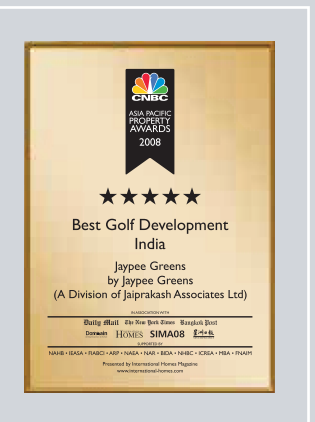 CNBC
ASIA PACIFIC
PROPERTY
AWARDS
2008
Best Golf Development
India
Jaypee Greens
by Jaypee Greens
(A Division of Jaiprakash Associates Ltd)
IN ASSOCIATION WITH
Daily Mail The New York Times Bangkok Post
Domain HOMES SIMA08
SUPPORTED BY
NAHB • IEASA • FIABCI • ARP • NAEA • NAR • BIDA • NHBC • ICREA • MBA • FNAIM
Presented by International Homes Magazine
www.international-homes.com